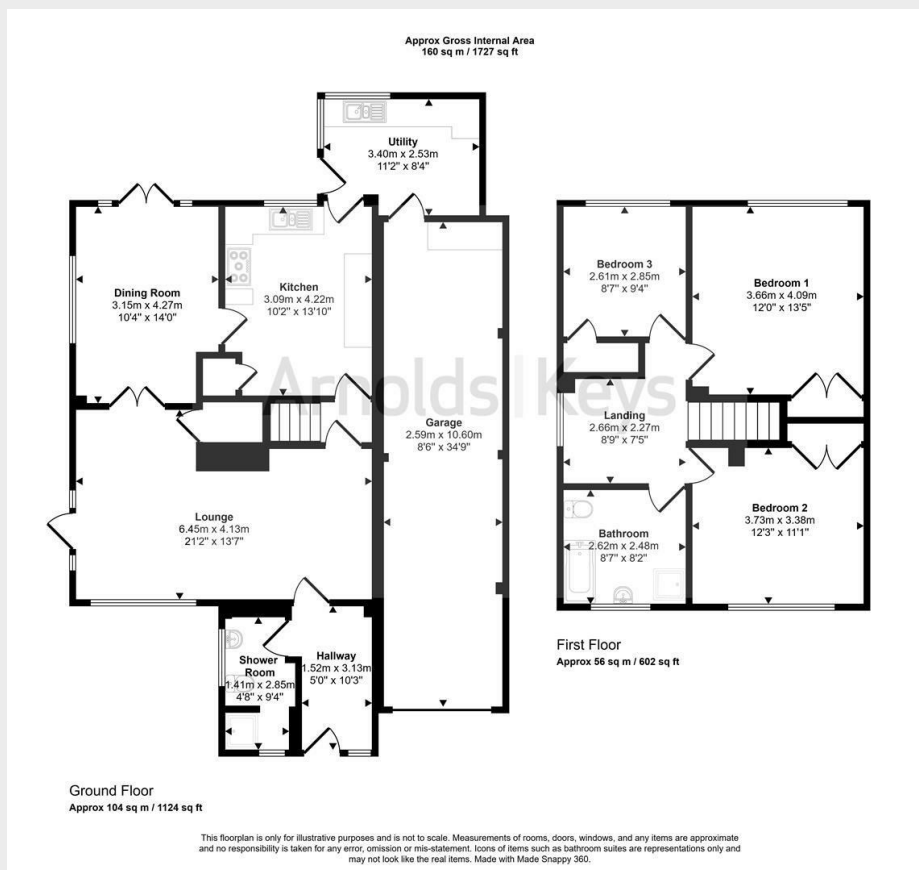 Approx Gross Internal Area
160 sq m / 1727 sq ft
Utility
3.40m x 2.53m
11'2" x 8'4"
Kitchen
3.09m x 4.22m
10'2" x 13'10"
Dining Room
3.15m x 4.27m
10'4" x 14'0"
Bedroom 3
2.61m x 2.85m
8'7" x 9'4"
Bedroom 1
3.66m x 4.09m
12'0" x 13'5"
Arnolds | Keys
Landing
2.66m x 2.27m
8'9" x 7'5"
Garage
2.59m x 10.60m
8'6" x 34'9"
Lounge
6.45m x 4.13m
21'2" x 13'7"
Bedroom 2
3.73m x 3.38m
12'3" x 11'1"
Bathroom
2.62m x 2.48m
8'7" x 8'2"
Shower
Room
1.41m x 2.85m
4'8" x 9'4"
Hallway
1.52m x 3.13m
5'0" x 10'3"
First Floor
Approx 56 sq m / 602 sq ft
Ground Floor
Approx 104 sq m / 1124 sq ft
This floorplan is only for illustrative purposes and is not to scale. Measurements of rooms, doors, windows, and any items are approximate
and no responsibility is taken for any error, omission or mis-statement. Icons of items such as bathroom suites are representations only and
may not look like the real items. Made with Made Snappy 360.